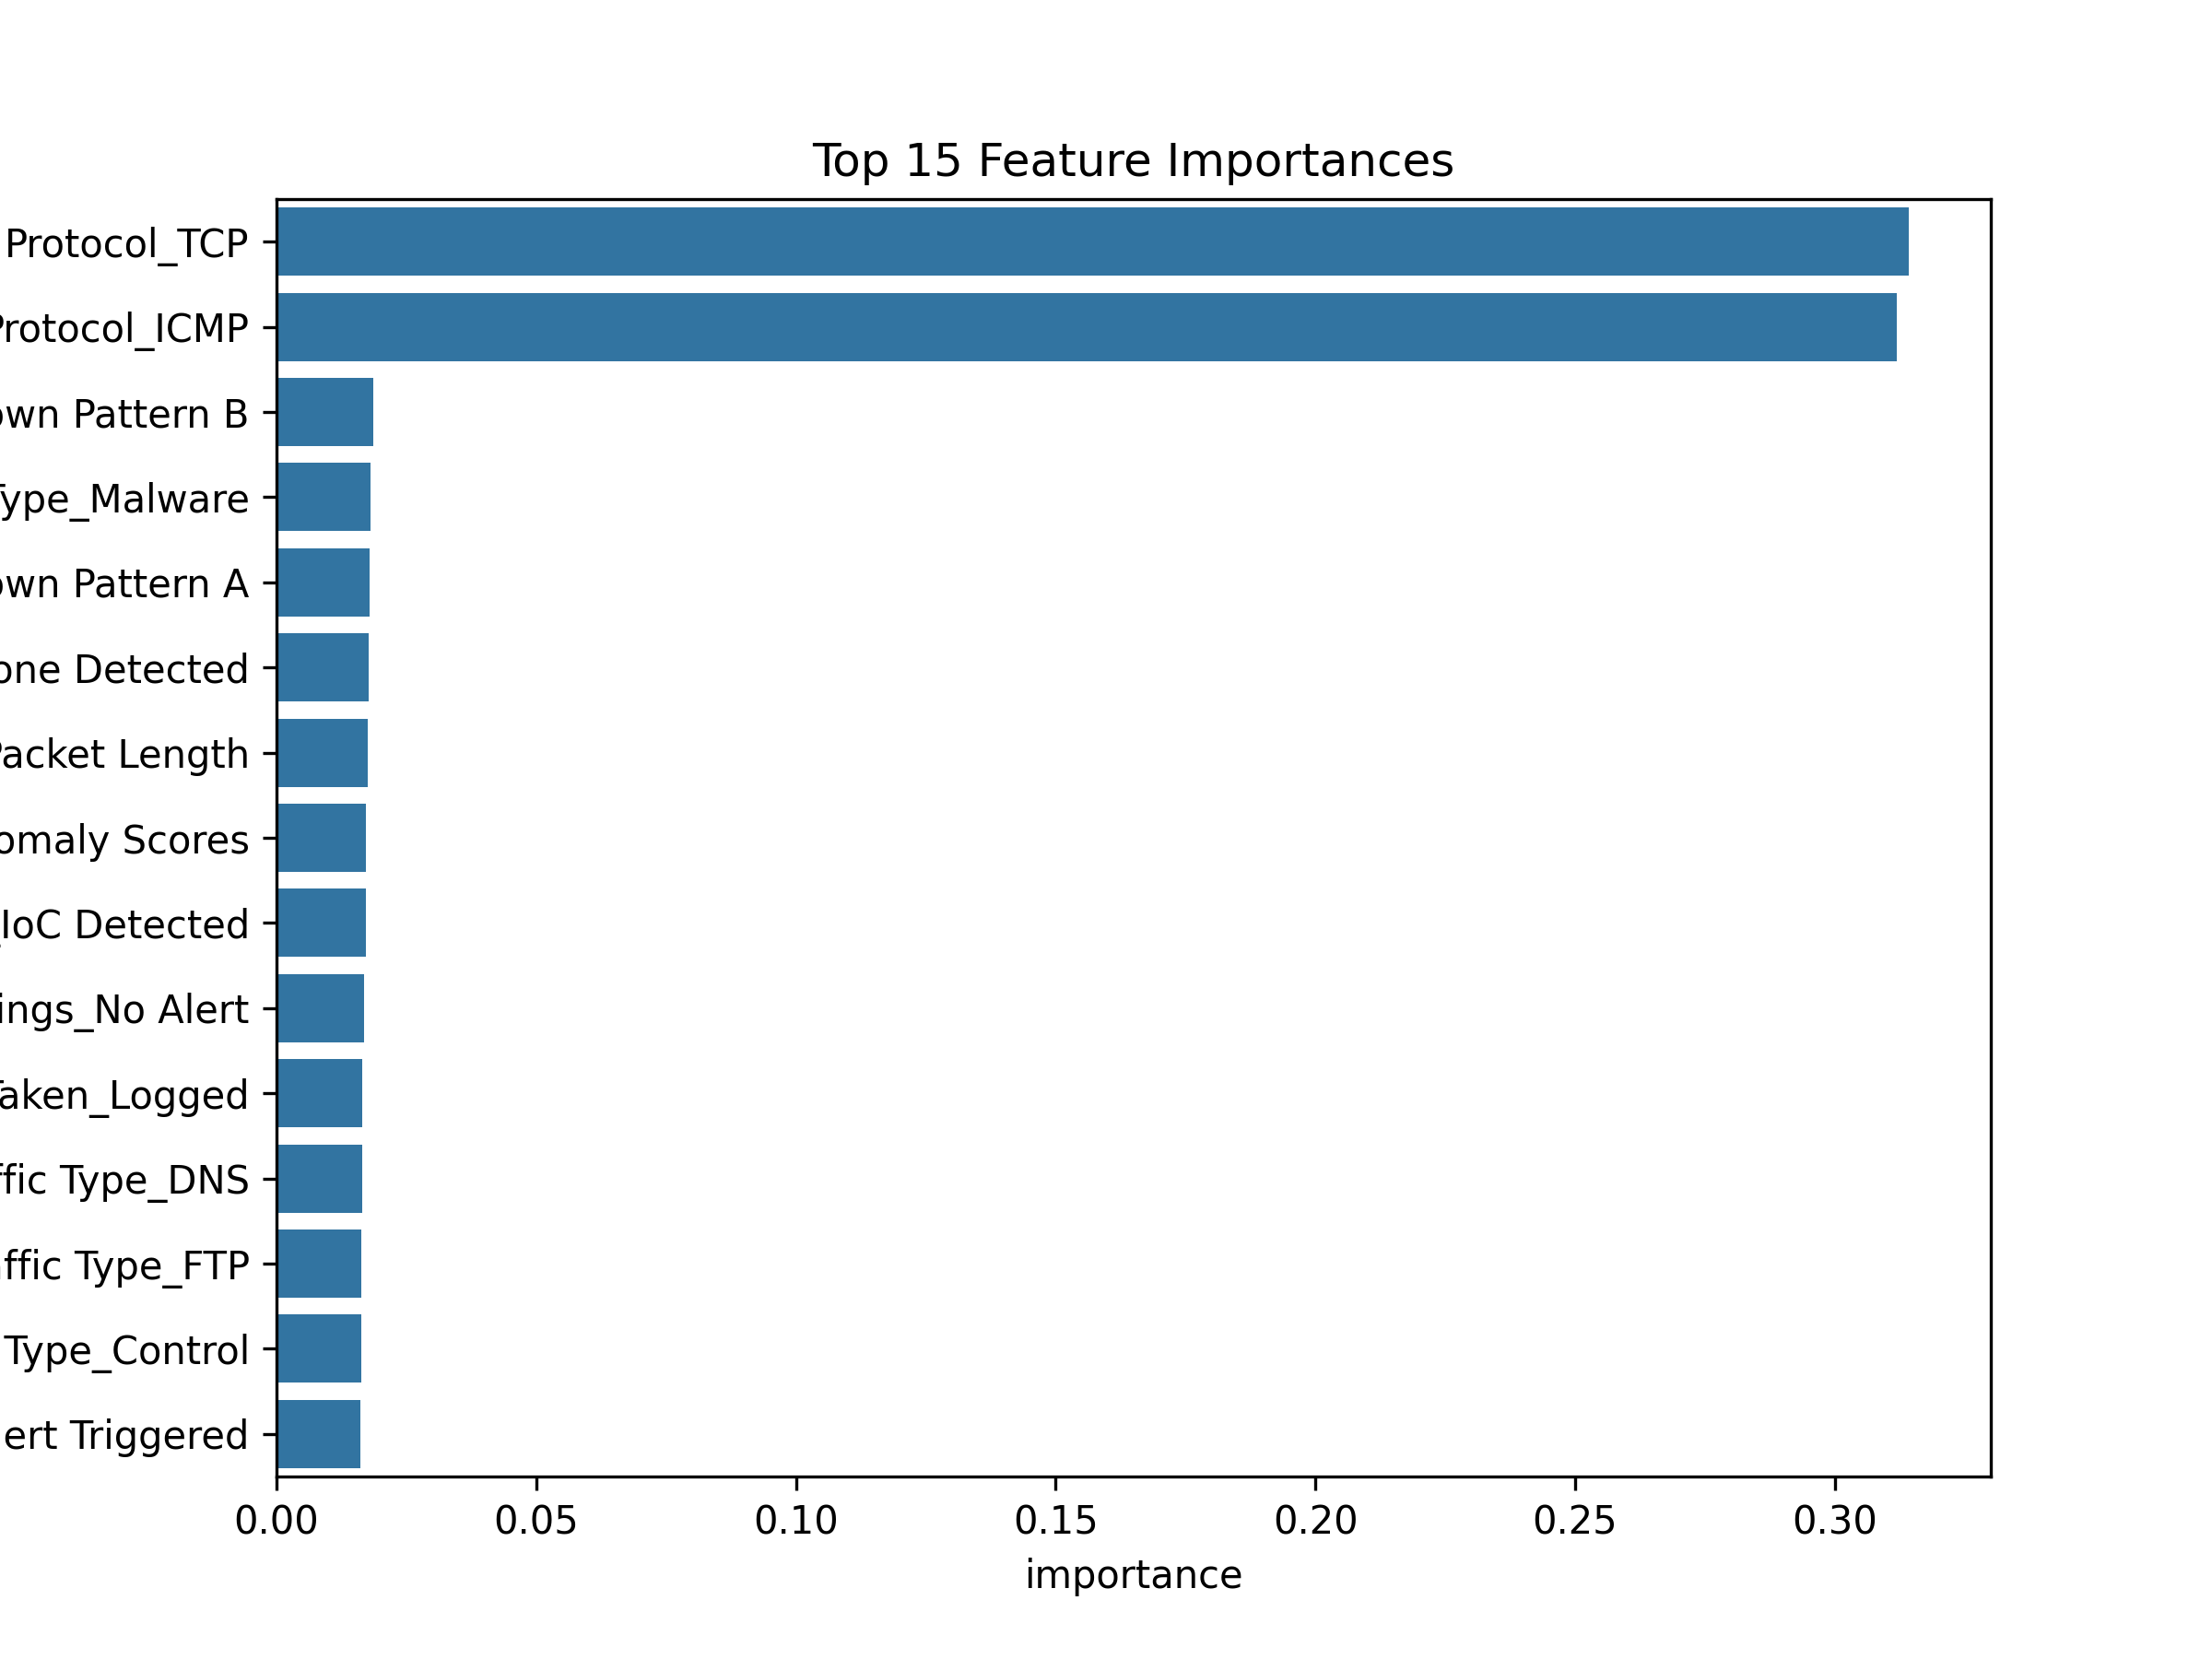 Top 15 Feature Importances
Protocol_TCP
Protocol_ICMP
own Pattern B
Type_Malware
own Pattern A
one Detected
Packet Length
omaly Scores
_IoC Detected
ings_No Alert
Taken_Logged
ffic Type_DNS
affic Type_FTP
Type_Control
ert Triggered
0.00 0.05 0.10 0.15 0.20 0.25 0.30
importance